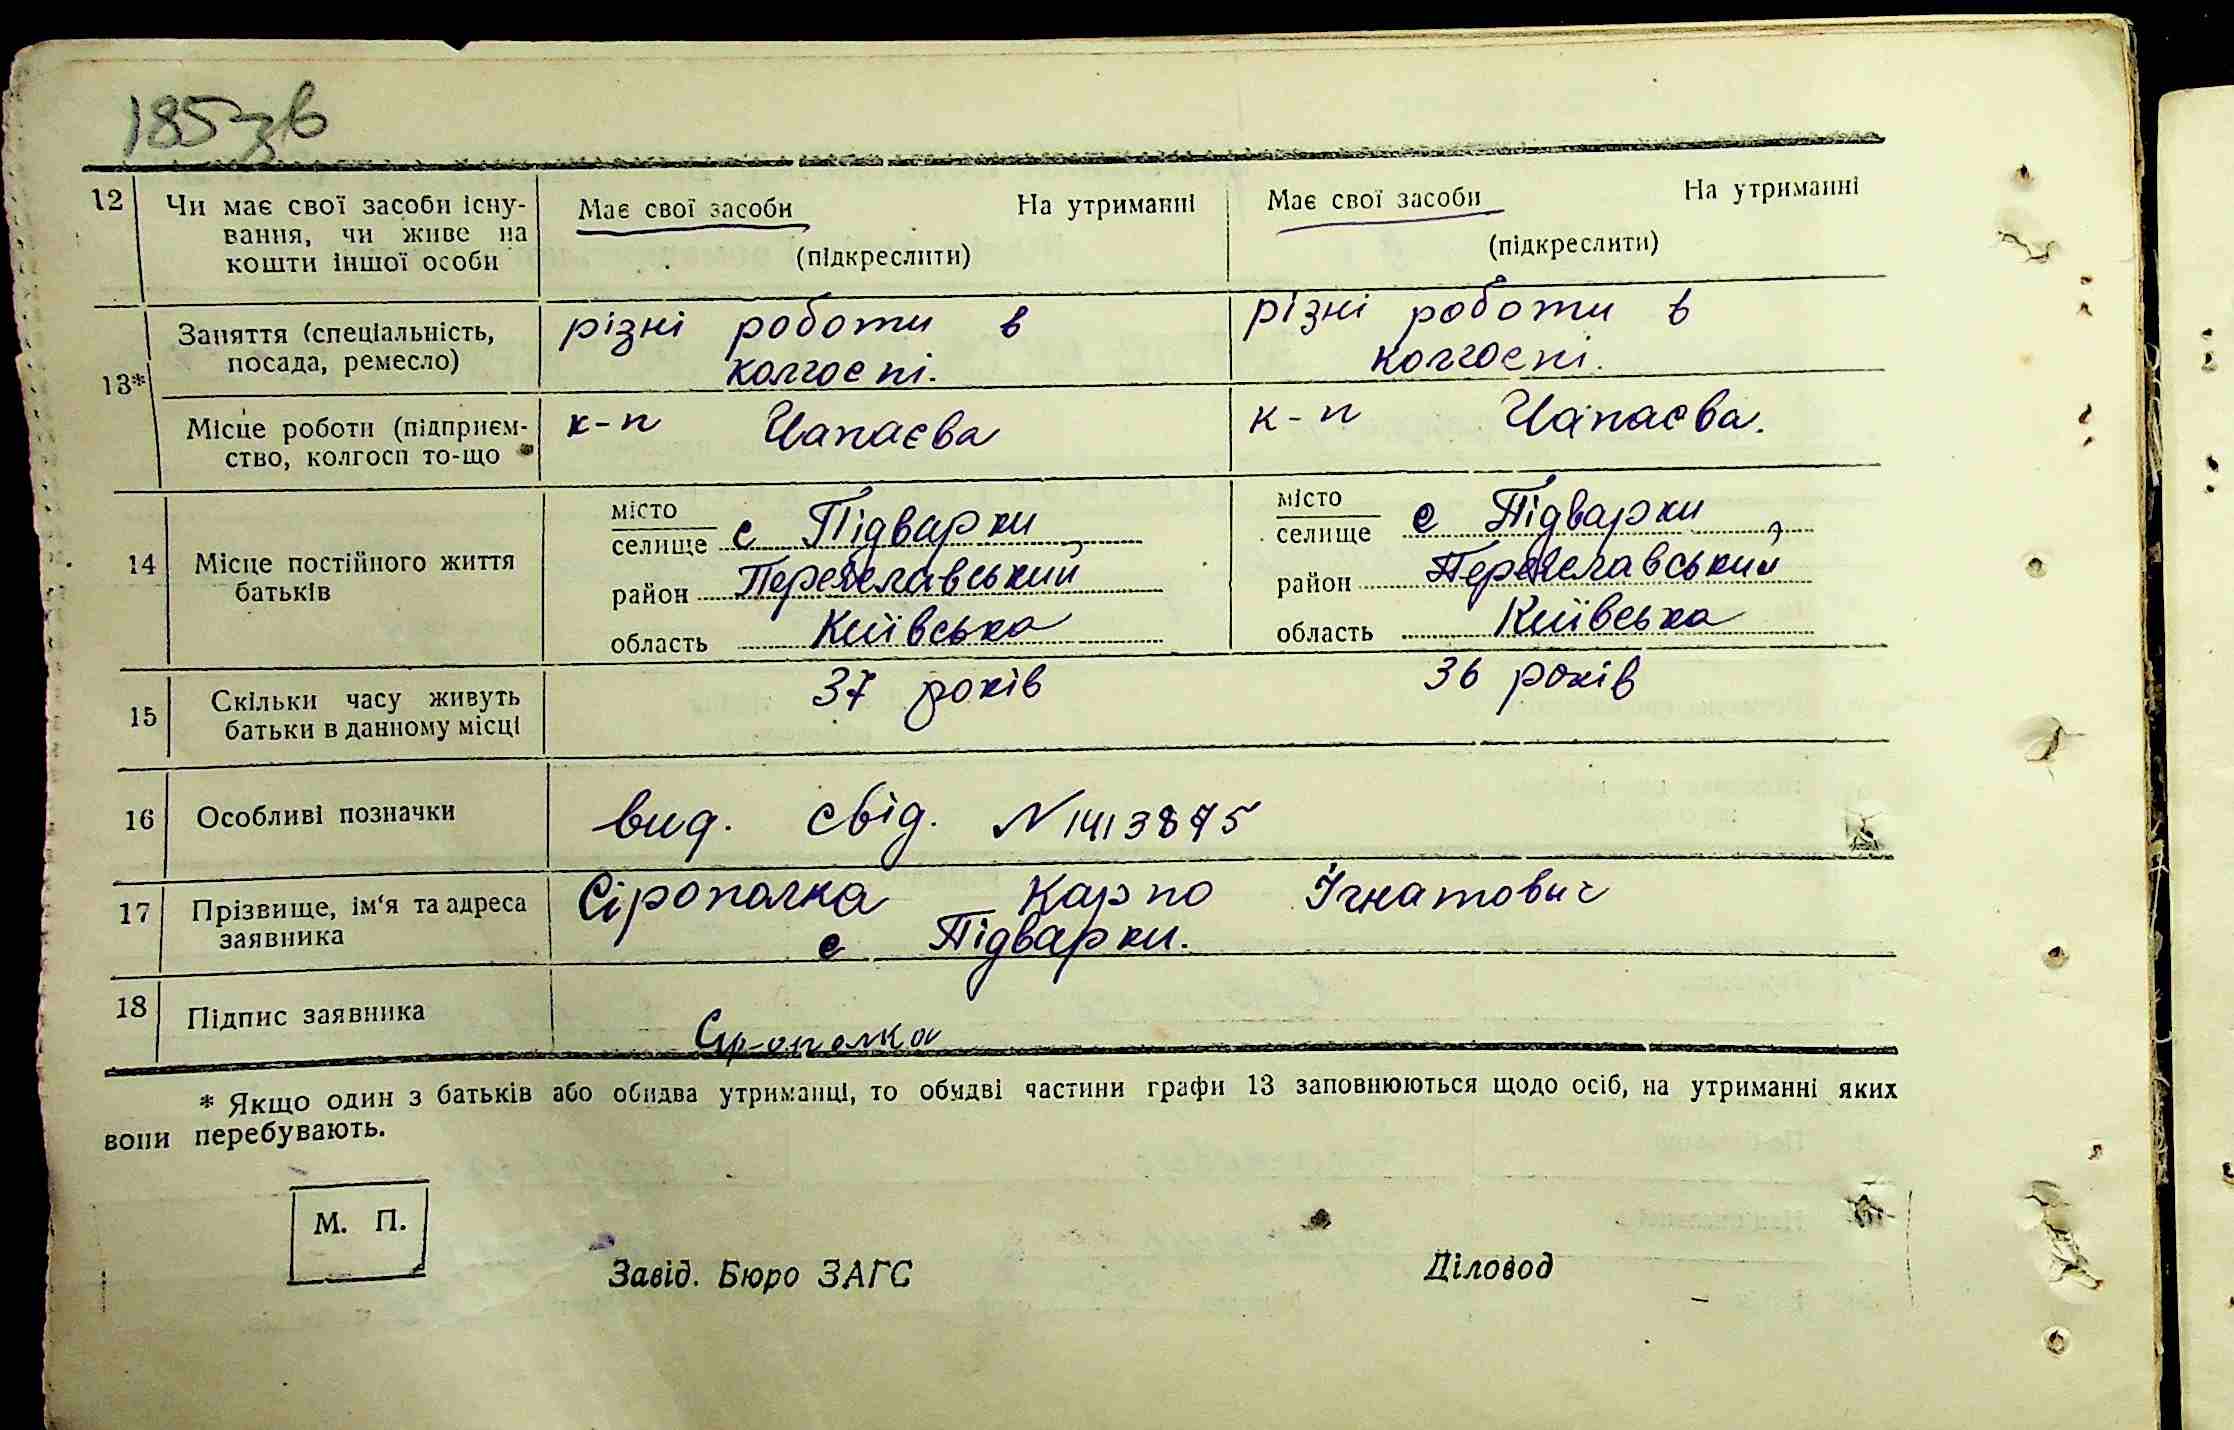 185зв
12 Чи має свої засоби існу- Має свої засоби На утриманні Має свої засоби На утриманні
вання, чи живе на (підкреслити) (підкреслити)
кошти іншої особи
13* Заняття (спеціальність, різні роботи в різні роботи в
посада, ремесло) колгоспі. колгоспі.
Місце роботи (підприєм- к-п Чапаєва к-п Чапаєва.
ство, колгосп то-що
14 Місце постійного життя батьків
місто
селище с Підварки, місто
селище с Підварки,
район Переяславський район Переяславський
область Київська область Київська
15 Скільки часу живуть 37 років 36 років
батьки в данному місці
16 Особливі позначки вид. свід. N1413875
17 Прізвище, ім'я та адреса Сірополка Карпо Ігнатович
заявника с Підварки.
18 Підпис заявника
* Якщо один з батьків або обидва утриманці, то обидві частини графи 13 заповнюються щодо осіб, на утриманні яких
вони перебувають.
М. П.
Завід. Бюро ЗАГС Діловод